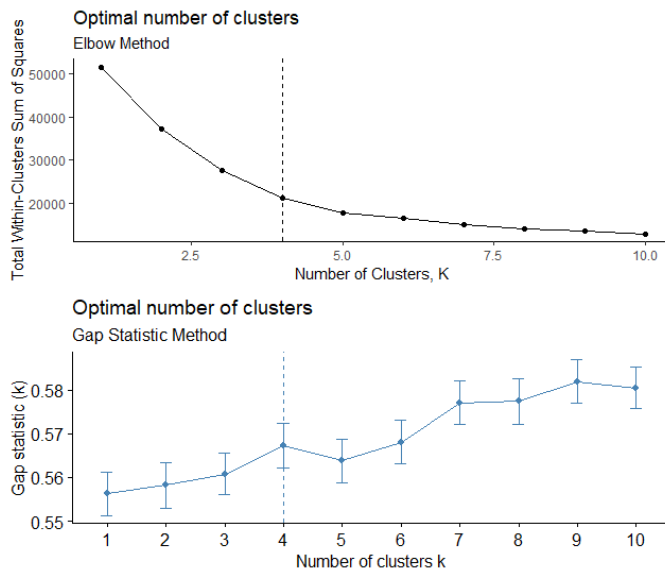 Optimal number of clusters
Elbow Method
Total Within-Clusters Sum of Squares
50000
40000
30000
20000
2.5 5.0 7.5 10.0
Number of Clusters, K
Optimal number of clusters
Gap Statistic Method
Gap statistic (k)
0.58
0.57
0.56
0.55
1 2 3 4 5 6 7 8 9 10
Number of clusters k